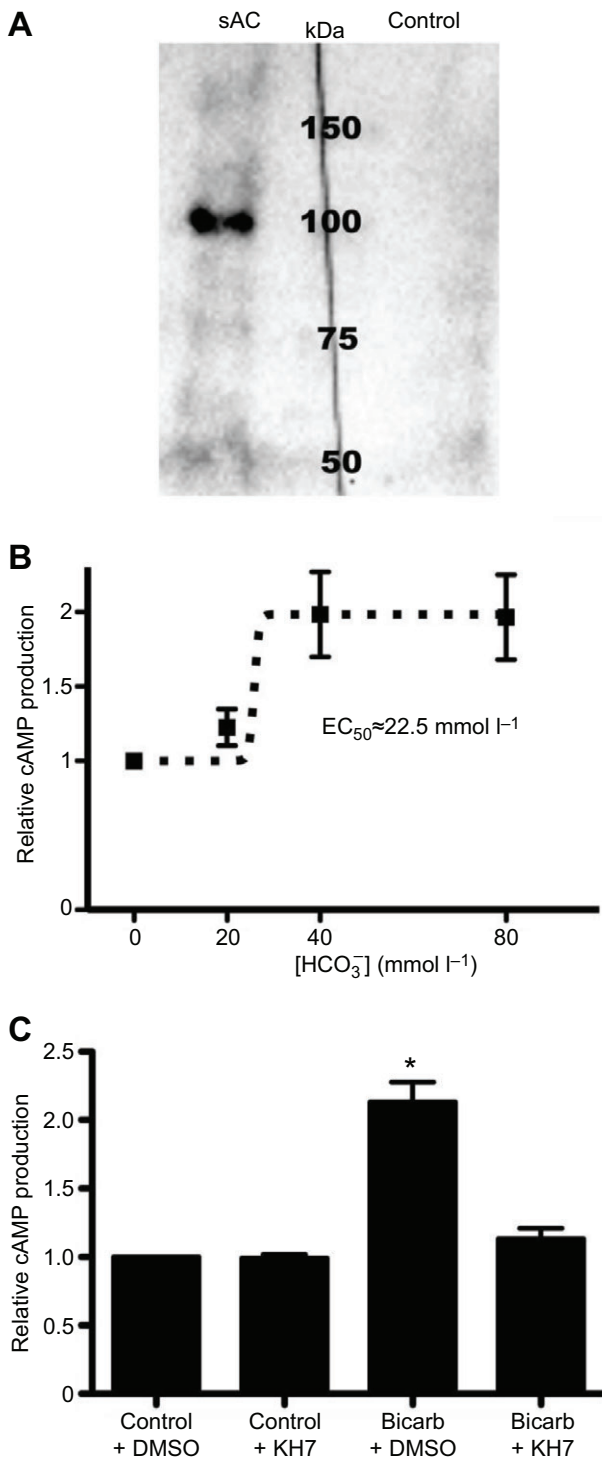 A
sAC kDa Control
150
100
75
50
B
Relative cAMP production
2
1.5
1
0
EC₅₀≈22.5 mmol l⁻¹
0 20 40 80
[HCO₃⁻] (mmol l⁻¹)
C
Relative cAMP production
2.5
2.0
1.5
1.0
0.5
0
*
Control + DMSO
Control + KH7
Bicarb + DMSO
Bicarb + KH7